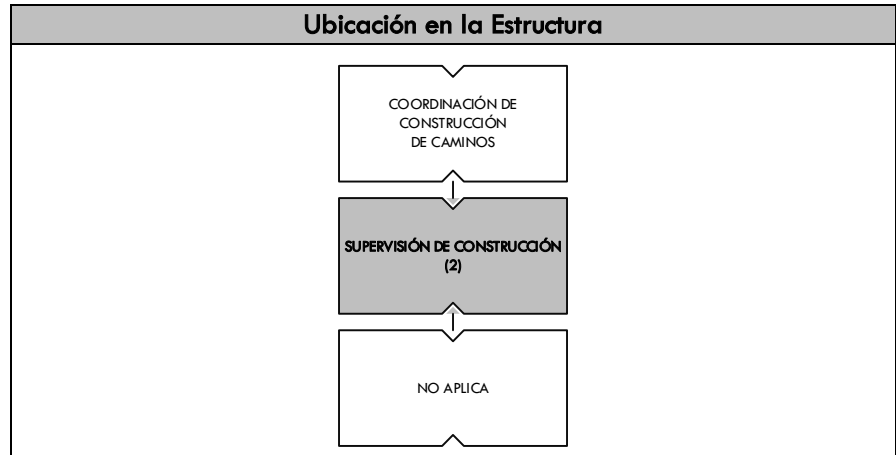 Ubicación en la Estructura
COORDINACIÓN DE
CONSTRUCCIÓN
DE CAMINOS
SUPERVISIÓN DE CONSTRUCCIÓN
(2)
NO APLICA